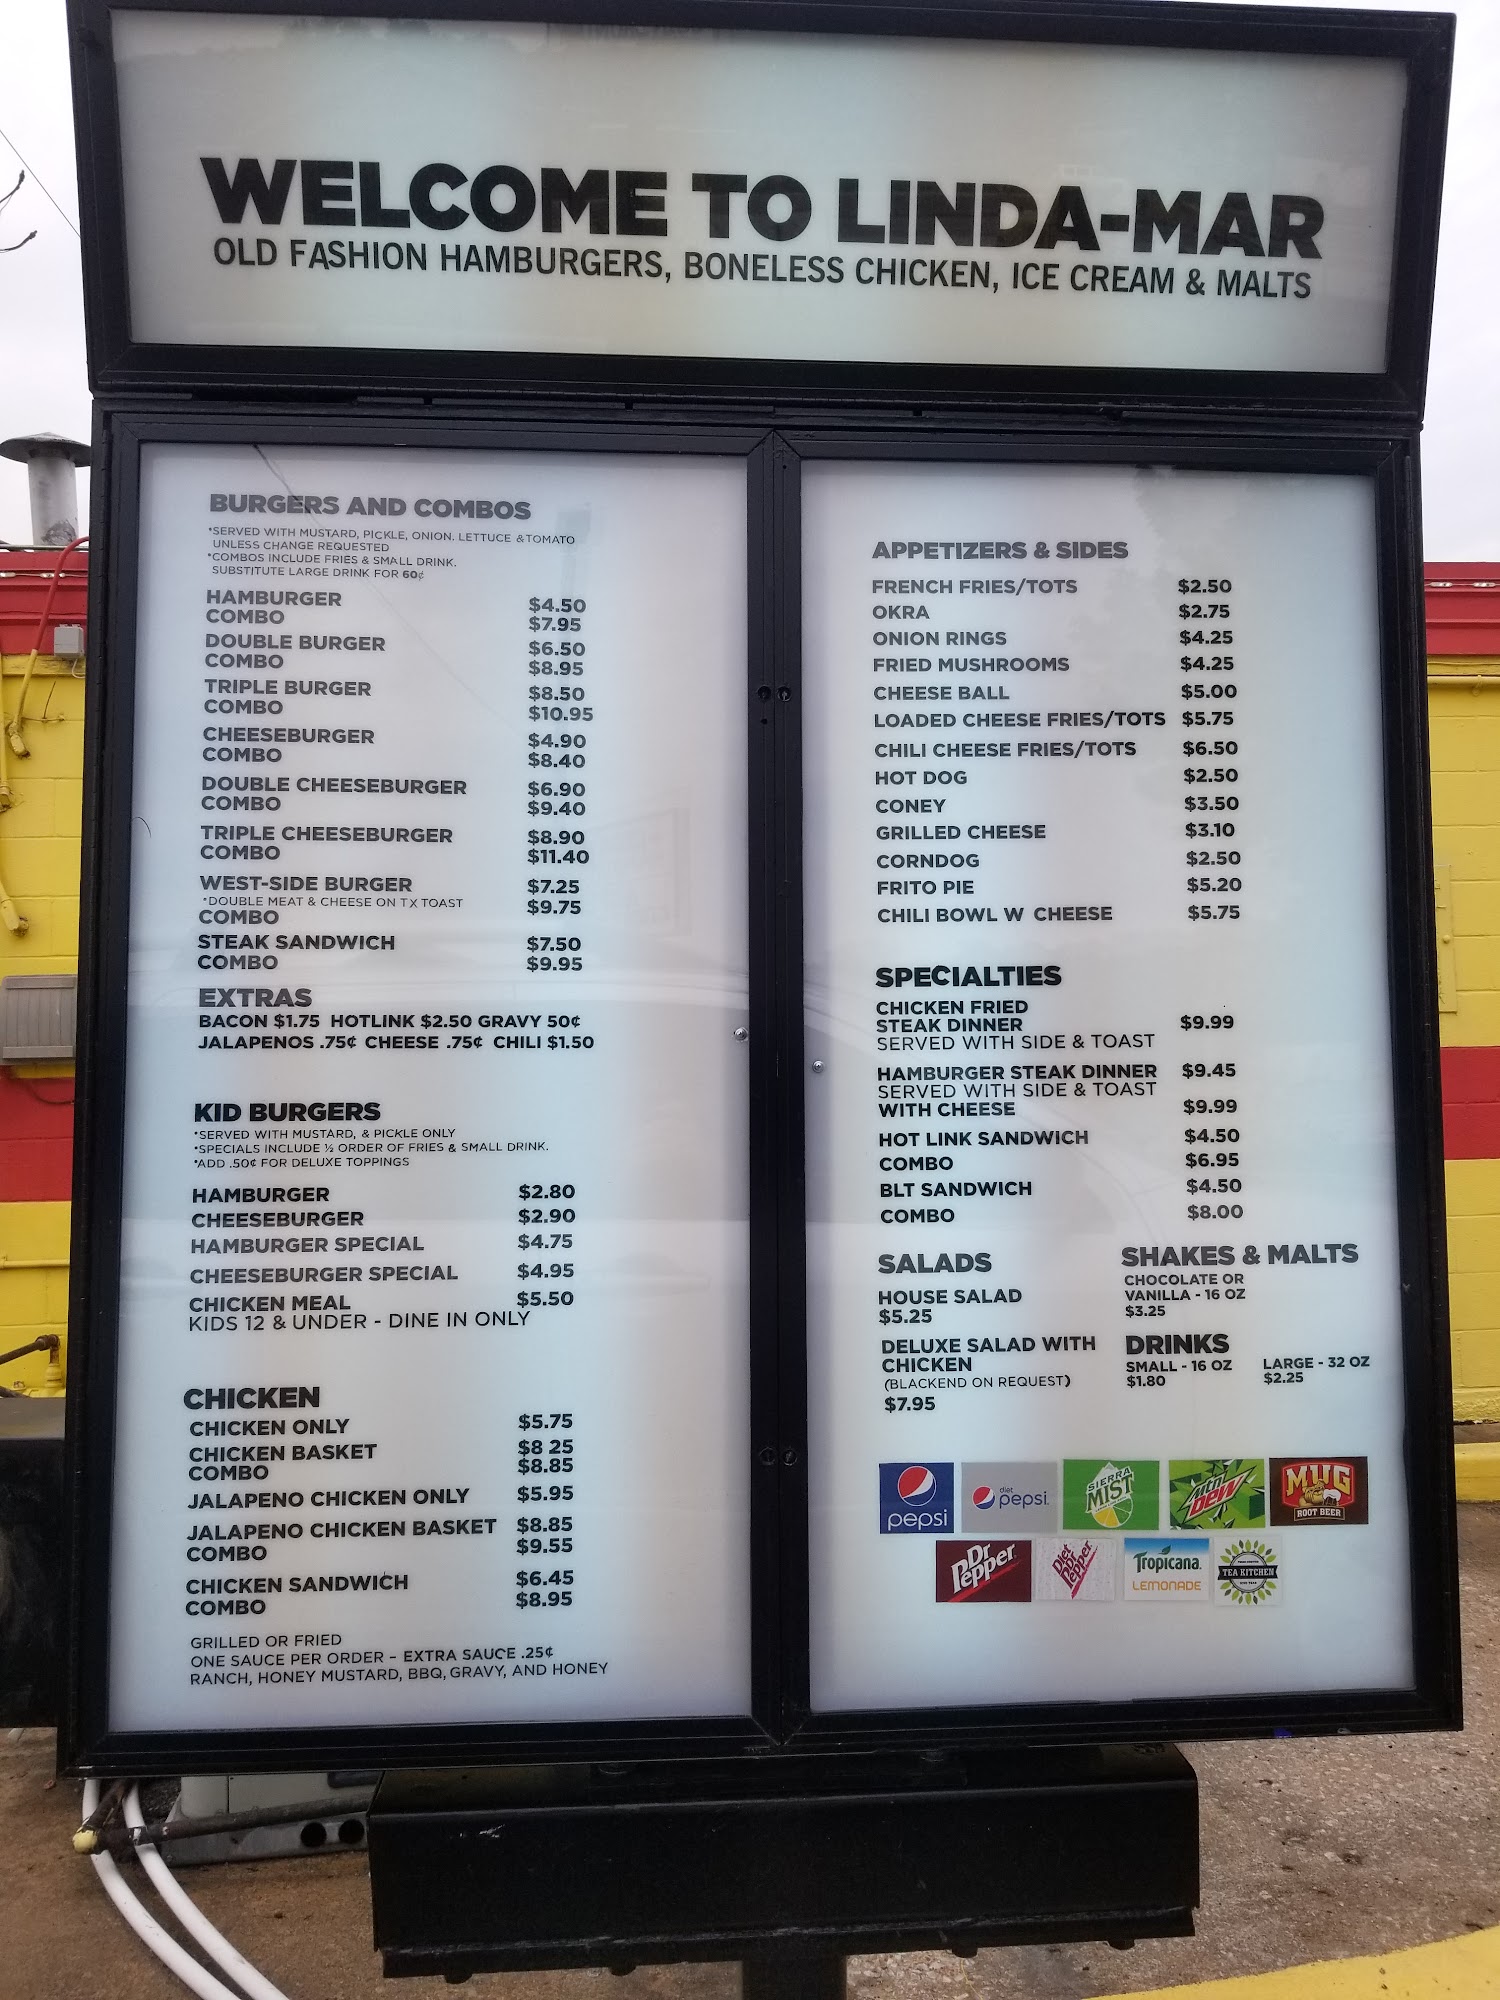 WELCOME TO LINDA-MAR
OLD FASHION HAMBURGERS, BONELESS CHICKEN, ICE CREAM & MALTS
BURGERS AND COMBOS
*SERVED WITH MUSTARD, PICKLE, ONION. LETTUCE & TOMATO
UNLESS CHANGE REQUESTED
*COMBOS INCLUDE FRIES & SMALL DRINK.
SUBSTITUTE LARGE DRINK FOR 60¢
HAMBURGER $4.50
COMBO $7.95
DOUBLE BURGER $6.50
COMBO $8.95
TRIPLE BURGER $8.50
COMBO $10.95
CHEESEBURGER $4.90
COMBO $8.40
DOUBLE CHEESEBURGER $6.90
COMBO $9.40
TRIPLE CHEESEBURGER $8.90
COMBO $11.40
WEST-SIDE BURGER $7.25
*DOUBLE MEAT & CHEESE ON TX TOAST
COMBO $9.75
STEAK SANDWICH $7.50
COMBO $9.95
EXTRAS
BACON $1.75 HOTLINK $2.50 GRAVY 50¢
JALAPENOS .75¢ CHEESE .75¢ CHILI $1.50
KID BURGERS
*SERVED WITH MUSTARD, & PICKLE ONLY
*SPECIALS INCLUDE ½ ORDER OF FRIES & SMALL DRINK.
*ADD .50¢ FOR DELUXE TOPPINGS
HAMBURGER $2.80
CHEESEBURGER $2.90
HAMBURGER SPECIAL $4.75
CHEESEBURGER SPECIAL $4.95
CHICKEN MEAL $5.50
KIDS 12 & UNDER - DINE IN ONLY
CHICKEN
CHICKEN ONLY $5.75
CHICKEN BASKET $8 25
COMBO $8.85
JALAPENO CHICKEN ONLY $5.95
JALAPENO CHICKEN BASKET $8.85
COMBO $9.55
CHICKEN SANDWICH $6.45
COMBO $8.95
GRILLED OR FRIED
ONE SAUCE PER ORDER - EXTRA SAUCE .25¢
RANCH, HONEY MUSTARD, BBQ, GRAVY, AND HONEY
APPETIZERS & SIDES
FRENCH FRIES/TOTS $2.50
OKRA $2.75
ONION RINGS $4.25
FRIED MUSHROOMS $4.25
CHEESE BALL $5.00
LOADED CHEESE FRIES/TOTS $5.75
CHILI CHEESE FRIES/TOTS $6.50
HOT DOG $2.50
CONEY $3.50
GRILLED CHEESE $3.10
CORNDOG $2.50
FRITO PIE $5.20
CHILI BOWL W CHEESE $5.75
SPECIALTIES
CHICKEN FRIED
STEAK DINNER $9.99
SERVED WITH SIDE & TOAST
HAMBURGER STEAK DINNER $9.45
SERVED WITH SIDE & TOAST
WITH CHEESE $9.99
HOT LINK SANDWICH $4.50
COMBO $6.95
BLT SANDWICH $4.50
COMBO $8.00
SALADS
HOUSE SALAD
$5.25
DELUXE SALAD WITH
CHICKEN
(BLACKEND ON REQUEST)
$7.95
SHAKES & MALTS
CHOCOLATE OR
VANILLA - 16 OZ
$3.25
DRINKS
SMALL - 16 OZ LARGE - 32 OZ
$1.80 $2.25
pepsi
diet pepsi
SIERRA MIST
Mtn DEW
MUG ROOT BEER
Dr Pepper
Diet Dr Pepper
Tropicana LEMONADE
TEA KITCHEN